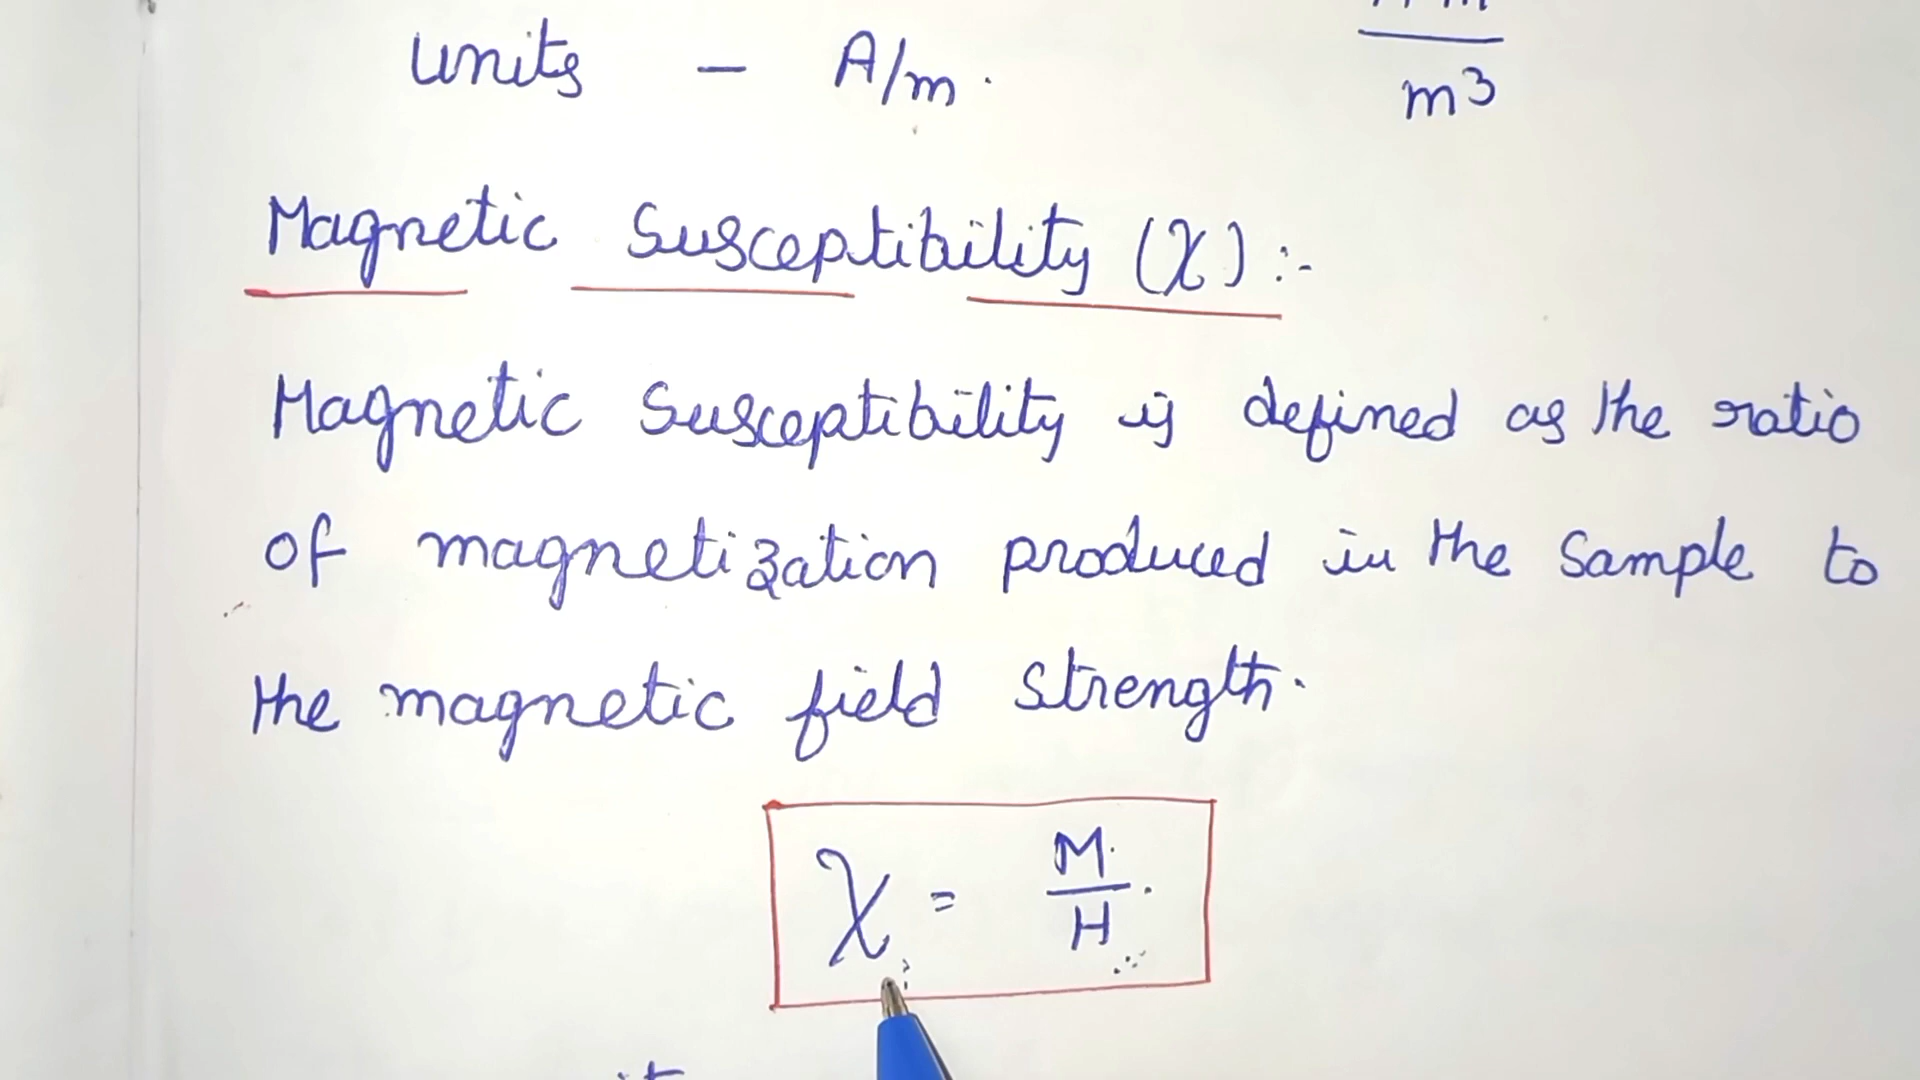 units - A/m.
m³
Magnetic Susceptibility (χ) :-
Magnetic Susceptibility is defined as the ratio
of magnetization produced in the Sample to
the magnetic field strength.
χ = M/H.